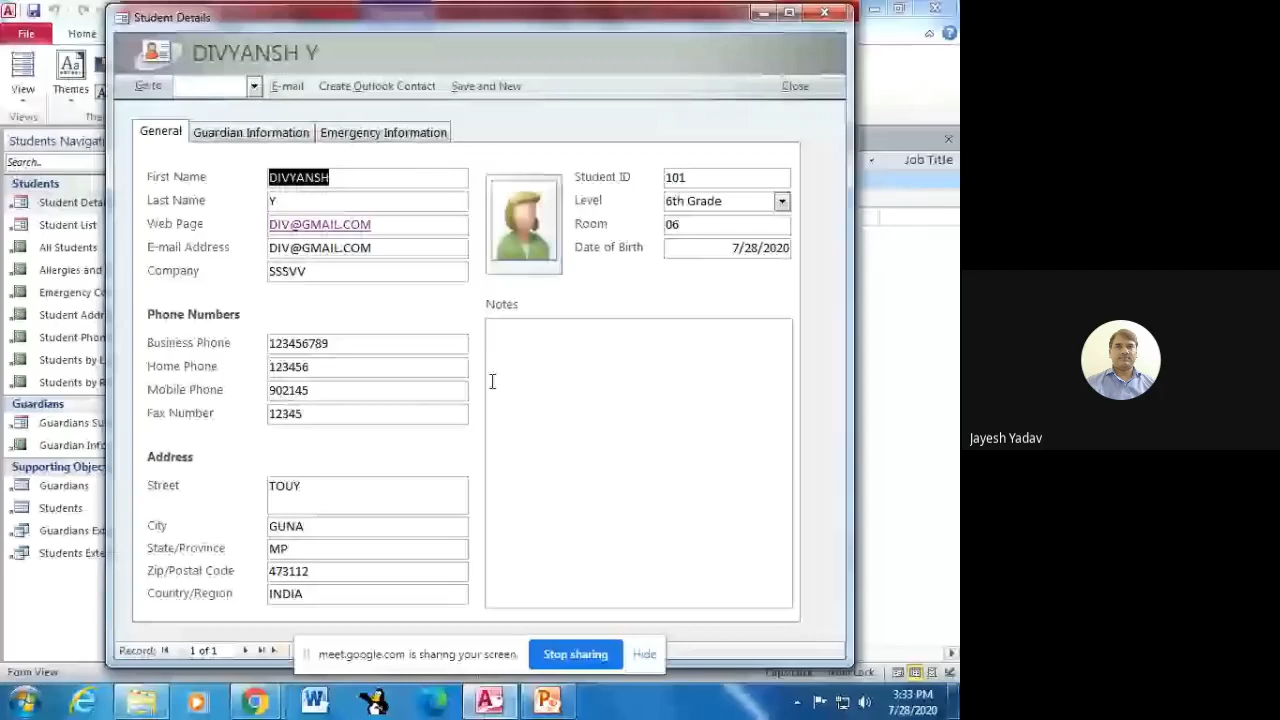 Student Details
File
Home
DIVYANSH Y
View
Themes
Go to
E-mail
Create Outlook Contact
Save and New
Close
Views
Students Navigat
Job Title
Search..
General
Guardian Information
Emergency Information
Students
Student Deta
Student List
All Students
Allergies and
Emergency Co
Student Addr
Student Phon
Students by L
Students by R
Guardians
Guardians Su
Guardian Inf
Supporting Objec
Guardians
Students
Guardians Ex
Students Exte
First Name DIVYANSH
Last Name Y
Web Page DIV@GMAIL.COM
E-mail Address DIV@GMAIL.COM
Company SSSVV
Student ID 101
Level 6th Grade
Room 06
Date of Birth 7/28/2020
Notes
Phone Numbers
Business Phone 123456789
Home Phone 123456
Mobile Phone 902145
Fax Number 12345
Address
Street TOUY
City GUNA
State/Province MP
Zip/Postal Code 473112
Country/Region INDIA
Record: 1 of 1
meet.google.com is sharing your screen.
Stop sharing
Hide
Form View
3:33 PM
7/28/2020
Jayesh Yadav